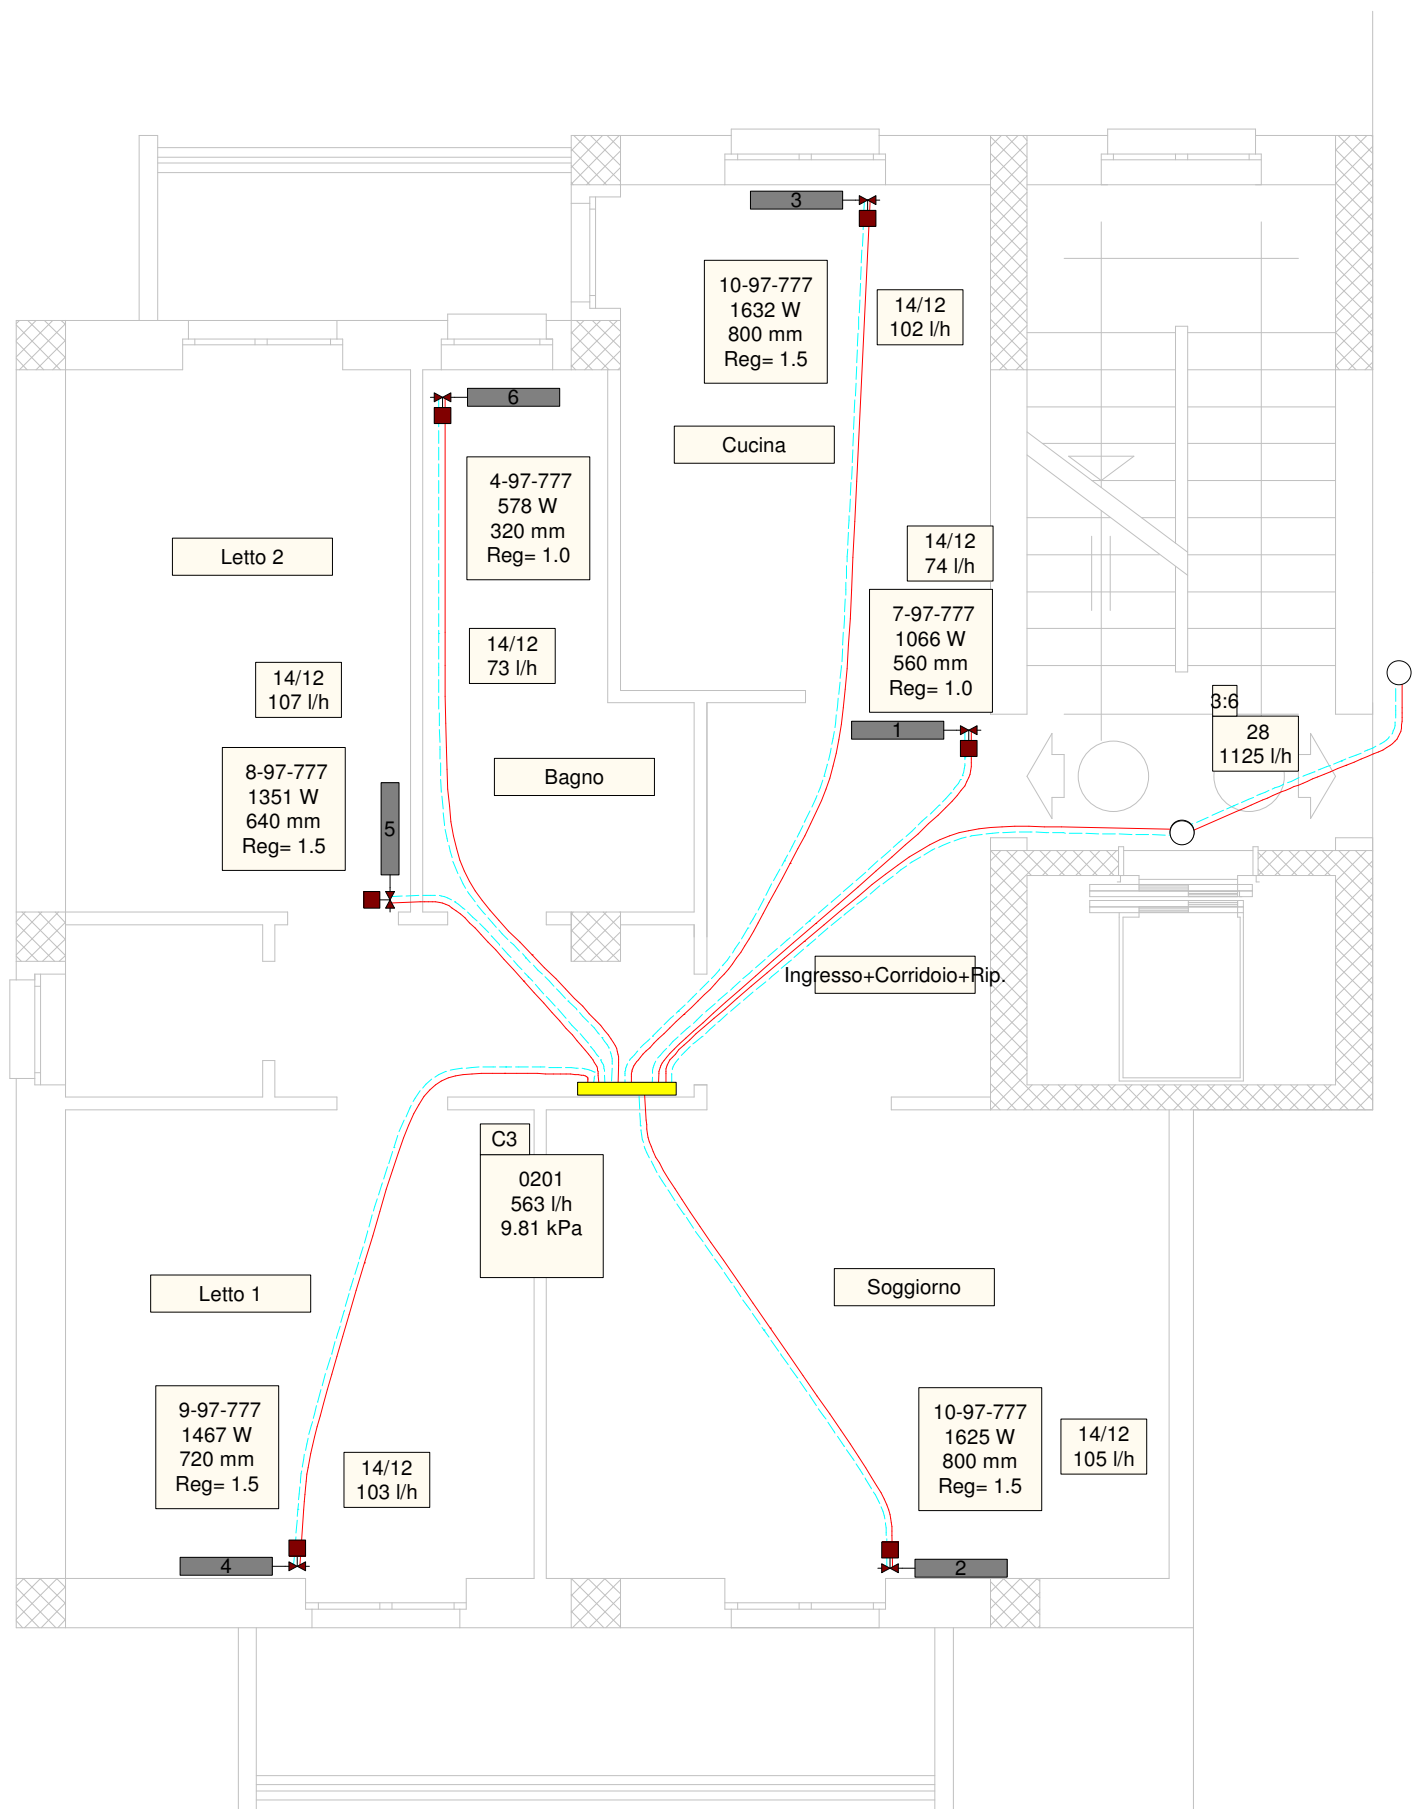 3
10-97-777
1632 W
800 mm
Reg= 1.5
14/12
102 l/h
6
Cucina
4-97-777
578 W
320 mm
Reg= 1.0
Letto 2
14/12
74 l/h
7-97-777
1066 W
560 mm
Reg= 1.0
14/12
73 l/h
14/12
107 l/h
3:6
28
1125 l/h
1
8-97-777
1351 W
640 mm
Reg= 1.5
Bagno
5
Ingresso+Corridoio+Rip.
C3
0201
563 l/h
9.81 kPa
Letto 1
Soggiorno
9-97-777
1467 W
720 mm
Reg= 1.5
14/12
103 l/h
10-97-777
1625 W
800 mm
Reg= 1.5
14/12
105 l/h
4
2